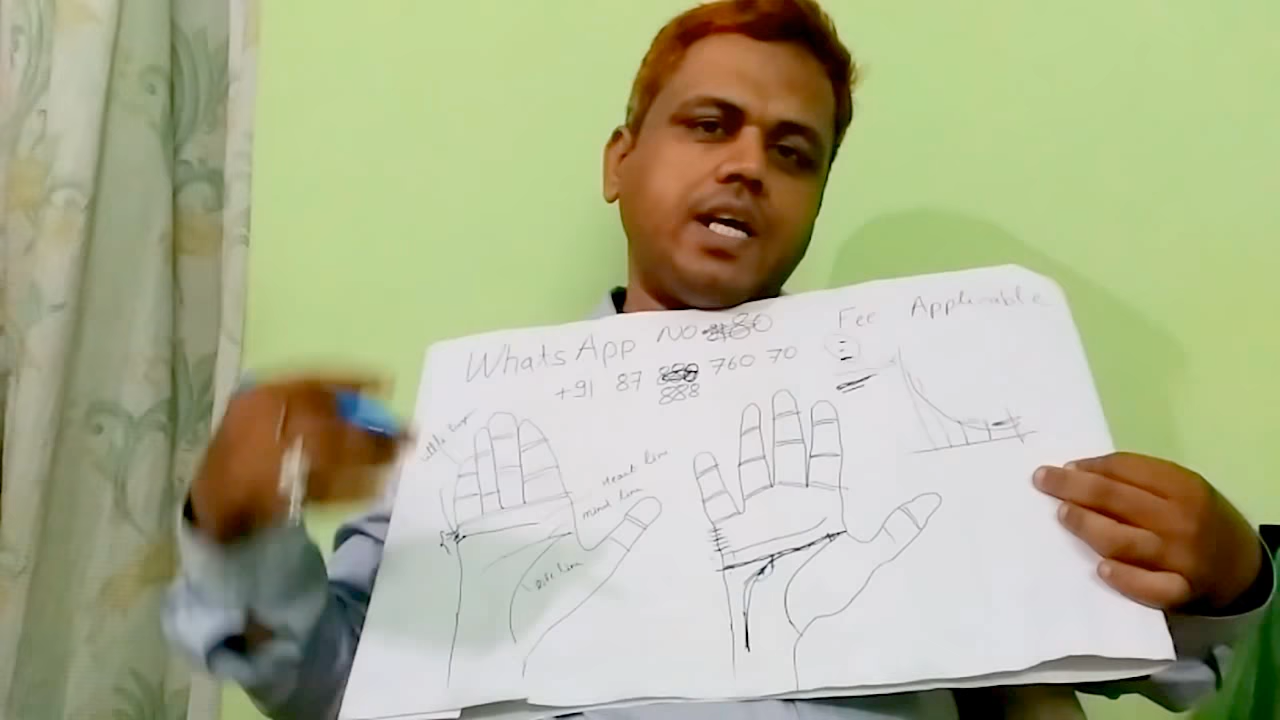 WhatsApp NO
Fee Applicable
+91 87 888 760 70
Heart line
mind line
life line